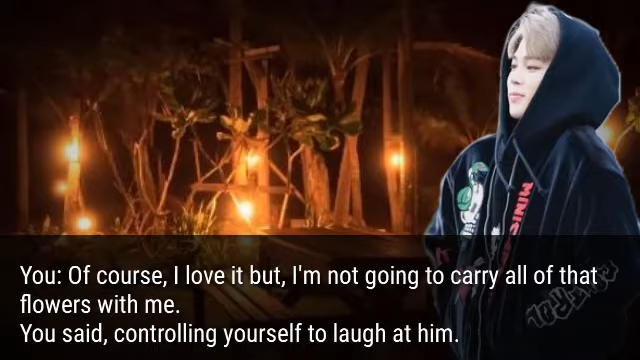 You: Of course, I love it but, I'm not going to carry all of that
flowers with me.
You said, controlling yourself to laugh at him.